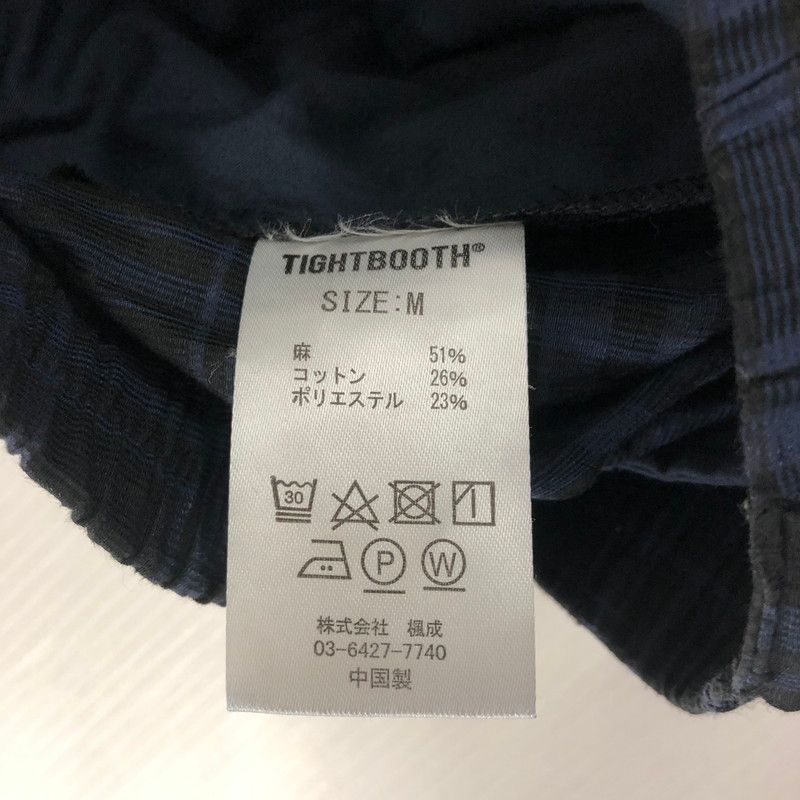 TIGHTBOOTH®
SIZE:M
麻 51%
コットン 26%
ポリエステル 23%
30
P W
株式会社 楓成
03-6427-7740
中国製